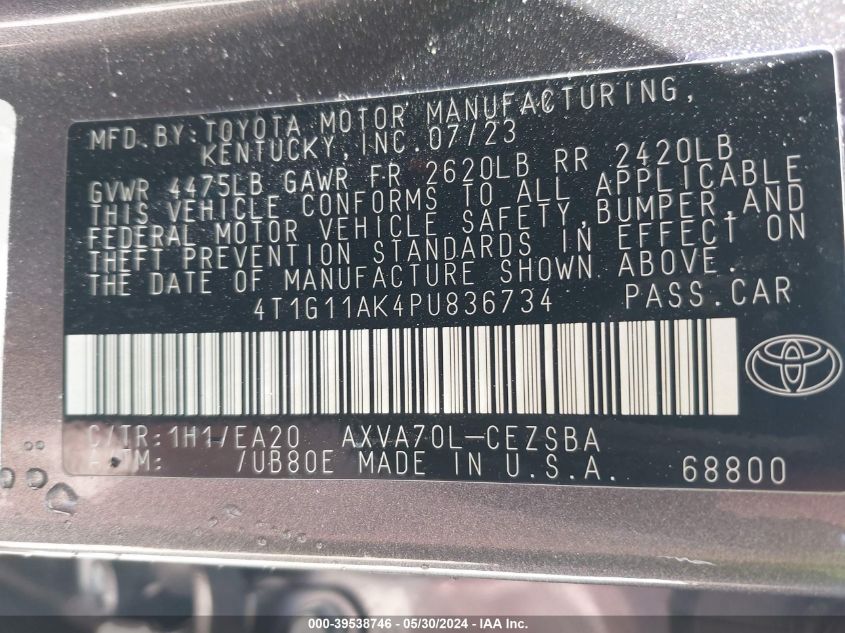 MFD. BY: TOYOTA MOTOR MANUFACTURING,
KENTUCKY, INC. 07/23
GVWR 4475LB GAWR FR 2620LB RR 2420LB
THIS VEHICLE CONFORMS TO ALL APPLICABLE
FEDERAL MOTOR VEHICLE SAFETY, BUMPER, AND
THEFT PREVENTION STANDARDS IN EFFECT ON
THE DATE OF MANUFACTURE SHOWN ABOVE.
4T1G11AK4PU836734 PASS. CAR
C/TR: 1H1/EA20 AXVA70L-CEZSBA
/UB80E MADE IN U.S.A. 68800
000-39538746 - 05/30/2024 - IAA Inc.